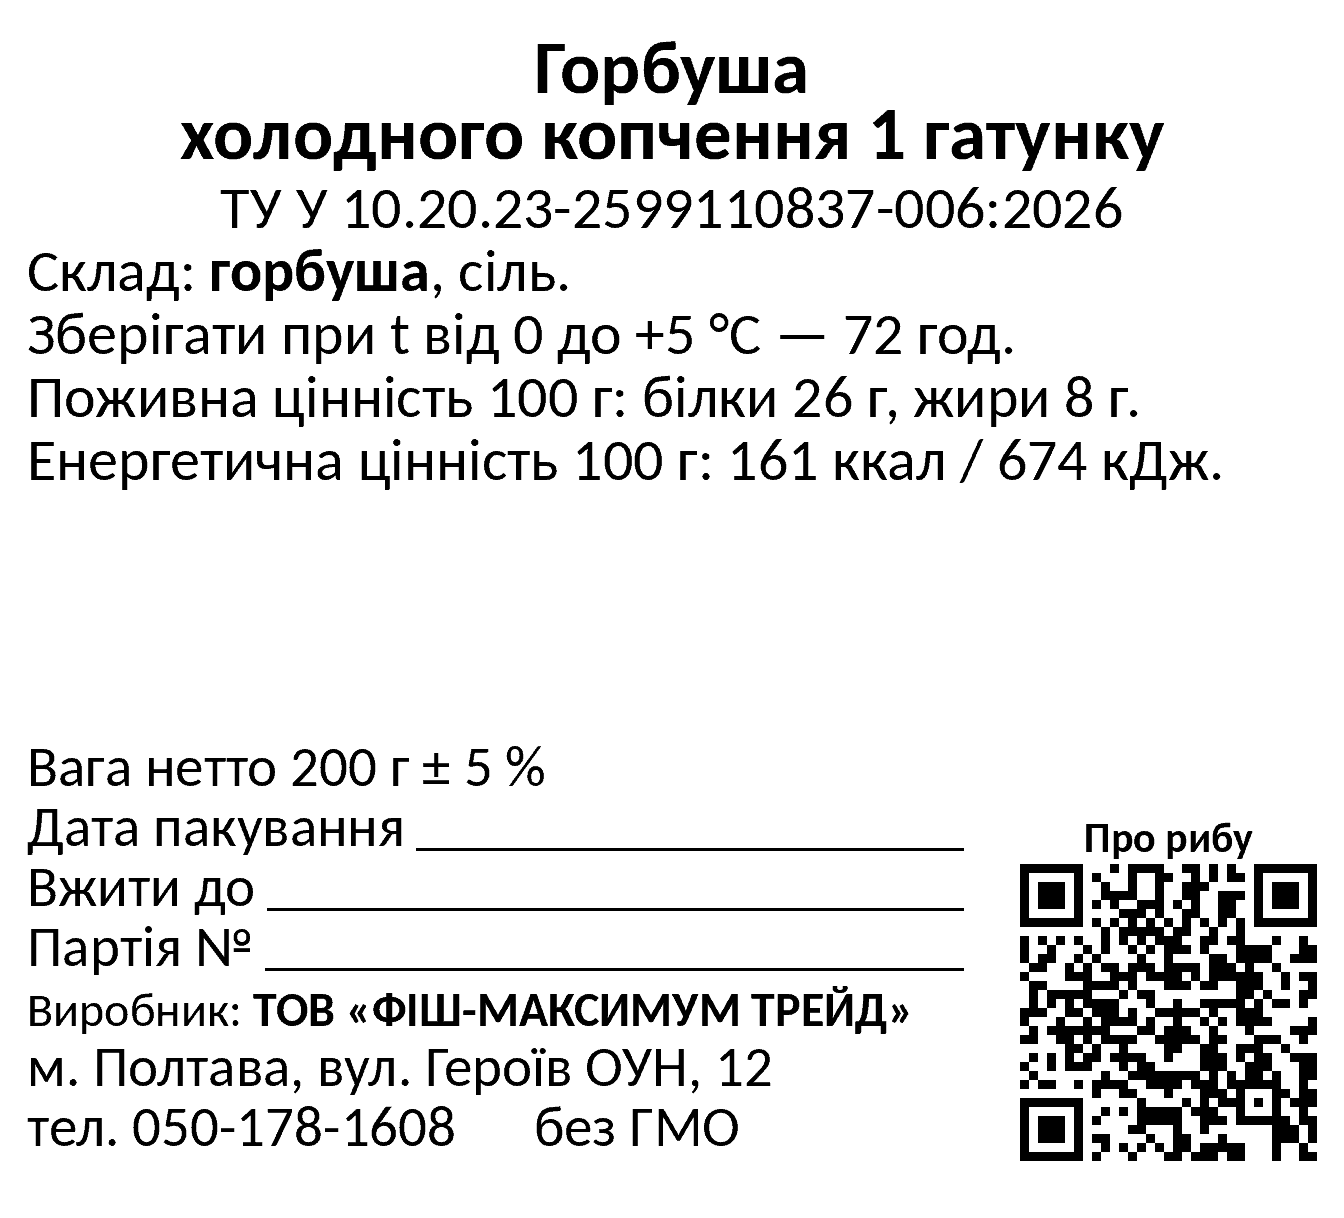 Горбуша
холодного копчення 1 гатунку
ТУ У 10.20.23-2599110837-006:2026
Склад: горбуша, сіль.
Зберігати при t від 0 до +5 °C — 72 год.
Поживна цінність 100 г: білки 26 г, жири 8 г.
Енергетична цінність 100 г: 161 ккал / 674 кДж.
Вага нетто 200 г ± 5 %
Дата пакування
Вжити до
Партія №
Про рибу
Виробник: ТОВ «ФІШ-МАКСИМУМ ТРЕЙД»
м. Полтава, вул. Героїв ОУН, 12
тел. 050-178-1608 без ГМО